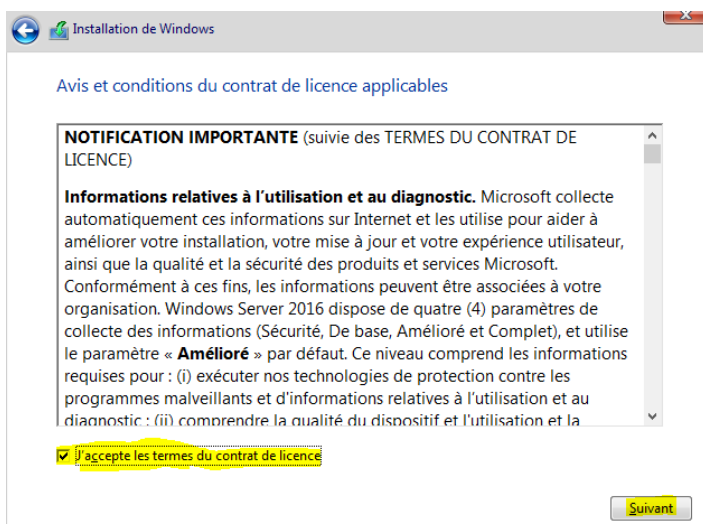 Installation de Windows
Avis et conditions du contrat de licence applicables
NOTIFICATION IMPORTANTE (suivie des TERMES DU CONTRAT DE
LICENCE)
Informations relatives à l'utilisation et au diagnostic. Microsoft collecte
automatiquement ces informations sur Internet et les utilise pour aider à
améliorer votre installation, votre mise à jour et votre expérience utilisateur,
ainsi que la qualité et la sécurité des produits et services Microsoft.
Conformément à ces fins, les informations peuvent être associées à votre
organisation. Windows Server 2016 dispose de quatre (4) paramètres de
collecte des informations (Sécurité, De base, Amélioré et Complet), et utilise
le paramètre « Amélioré » par défaut. Ce niveau comprend les informations
requises pour : (i) exécuter nos technologies de protection contre les
programmes malveillants et d'informations relatives à l'utilisation et au
diagnostic ; (ii) comprendre la qualité du dispositif et l'utilisation et la
J'accepte les termes du contrat de licence
Suivant